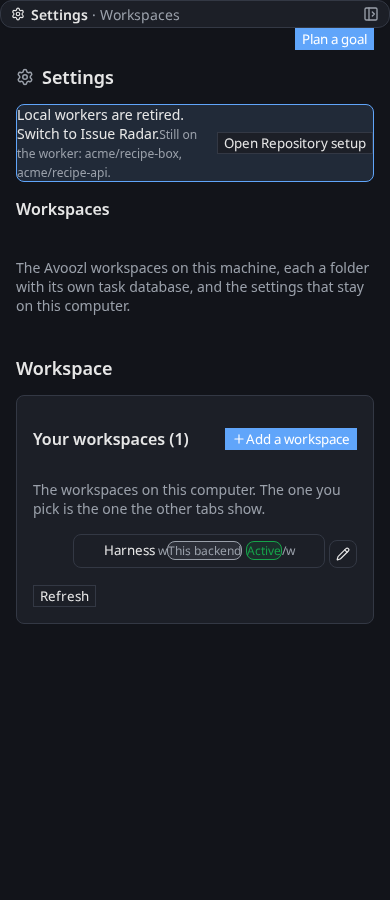 Settings · Workspaces
Plan a goal
Settings
Local workers are retired.
Switch to Issue Radar.Still on
the worker: acme/recipe-box,
acme/recipe-api.
Open Repository setup
Workspaces
The Avoozl workspaces on this machine, each a folder
with its own task database, and the settings that stay
on this computer.
Workspace
Your workspaces (1)
+Add a workspace
The workspaces on this computer. The one you
pick is the one the other tabs show.
Harness wThis backend Active/w
Refresh